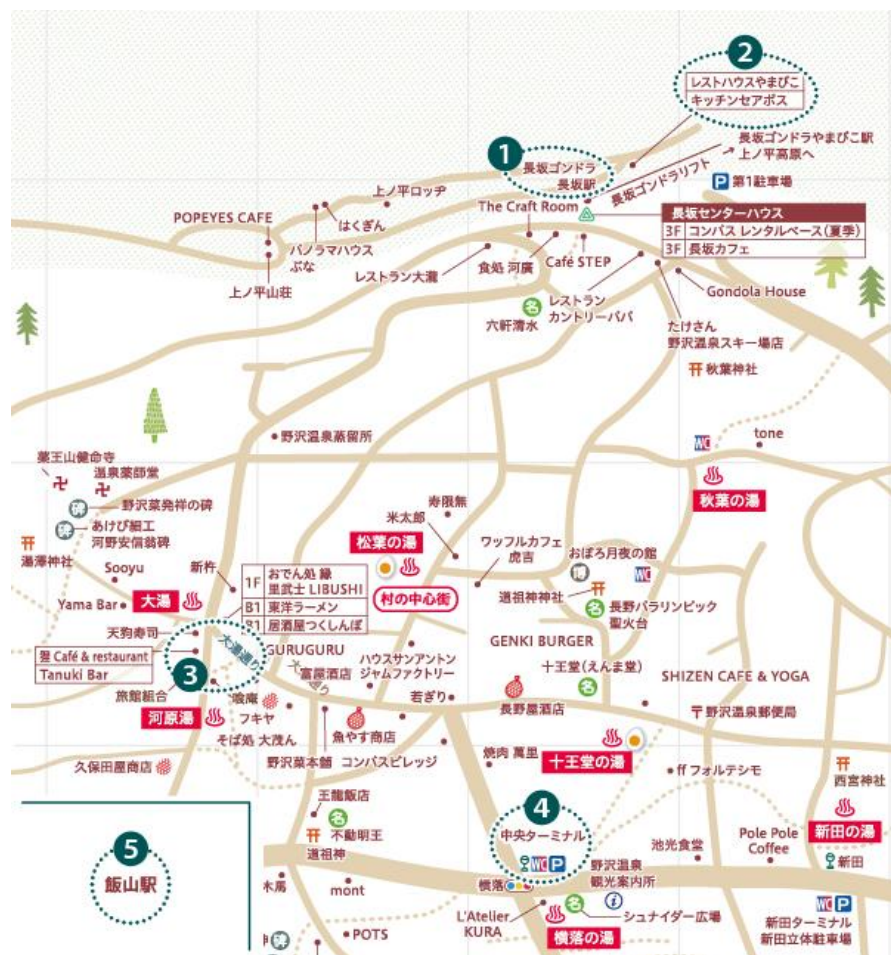 2
レストハウスやまびこ
キッチンセアポス
長坂ゴンドラやまびこ駅
上ノ平高原へ
1
長坂ゴンドラ
長坂駅
長坂ゴンドラリフト
P 第1駐車場
上ノ平ロッヂ
The Craft Room
長坂センターハウス
3F コンパス レンタルベース(夏季)
3F 長坂カフェ
POPEYES CAFE
はくぎん
パノラマハウス
ぶな
上ノ平山荘
レストラン大瀧
食処 河廣
Café STEP
Gondola House
レストラン
カントリーパパ
名
六軒清水
たけさん
野沢温泉スキー場店
秋葉神社
野沢温泉蒸留所
WC
tone
薬王山健命寺
温泉薬師堂
秋葉の湯
碑
野沢菜発祥の碑
碑
あけび細工
河野安信翁碑
寿限無
米太郎
松葉の湯
ワッフルカフェ
虎吉
おぼろ月夜の館
博
WC
湯澤神社
Sooyu
新杵
1F
おでん処 縁
里武士 LIBUSHI
B1 東洋ラーメン
B1 居酒屋つくしんぼ
村の中心街
道祖神神社
名
長野パラリンピック
聖火台
Yama Bar
大湯
天狗寿司
大湯通り
GURUGURU
GENKI BURGER
翌 Café & restaurant
Tanuki Bar
3
富屋酒店
ハウスサンアントン
ジャムファクトリー
十王堂(えんま堂)
名
SHIZEN CAFE & YOGA
旅館組合
喰庵
フキヤ
若ぎり
長野屋酒店
〒野沢温泉郵便局
河原湯
そば処 大茂ん
魚やす商店
野沢菜本舗
コンパスビレッジ
焼肉 萬里
十王堂の湯
久保田屋商店
ff フォルテシモ
西宮神社
王龍飯店
名
不動明王
道祖神
4
中央ターミナル
WC P
池光食堂
Pole Pole
Coffee
新田の湯
5
飯山駅
木馬
mont
横落
野沢温泉
観光案内所
i
新田
L'Atelier
KURA
名
シュナイダー広場
横落の湯
WC P
新田ターミナル
新田立体駐車場
碑
POTS